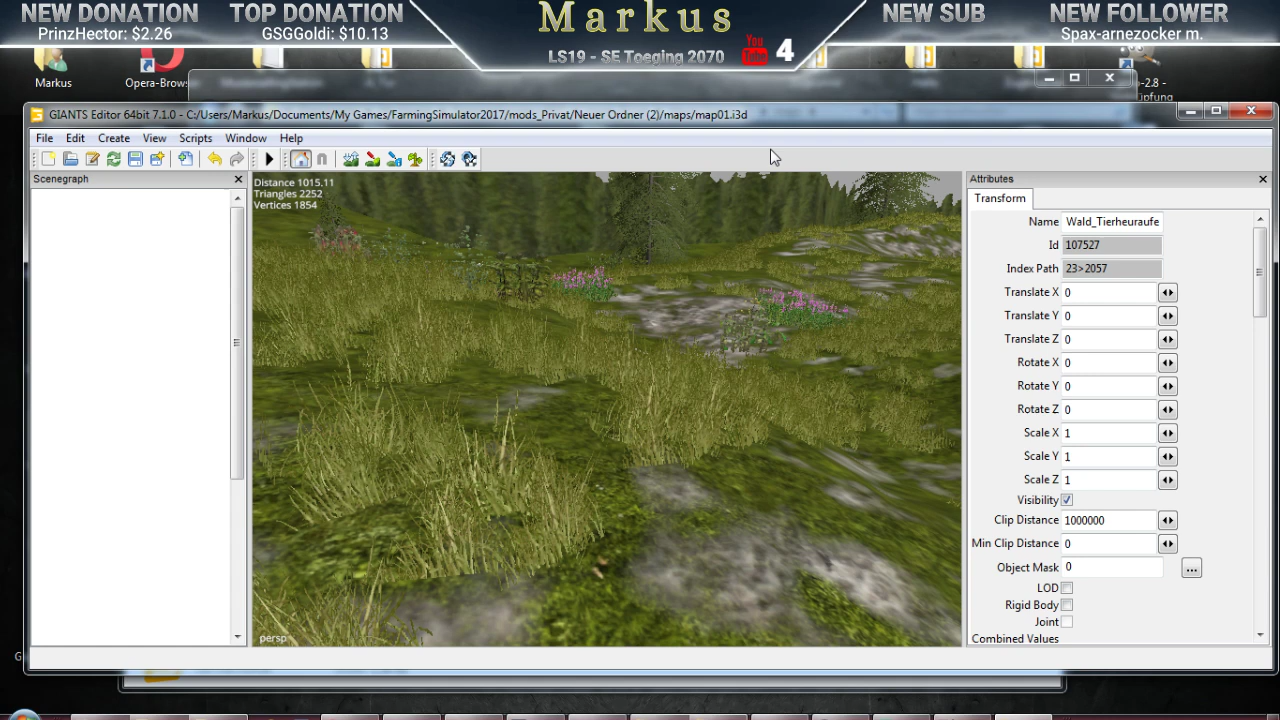 NEW DONATION
PrinzHector: $2.26
TOP DONATION
GSGGoldi: $10.13
Markus
LS19 - SE Toeging 2070
You
Tube
4
NEW SUB
NEW FOLLOWER
Spax-arnezocker m.
Markus
Opera-Brows
-2.8 -
GIANTS Editor 64bit 7.1.0 - C:/Users/Markus/Documents/My Games/FarmingSimulator2017/mods_Privat/Neuer Ordner (2)/maps/map01.i3d
File Edit Create View Scripts Window Help
Scenegraph
Distance 1015.11
Triangles 2252
Vertices 1854
persp
Attributes
Transform
Name Wald_Tierheuraufe
Id 107527
Index Path 23>2057
Translate X 0
Translate Y 0
Translate Z 0
Rotate X 0
Rotate Y 0
Rotate Z 0
Scale X 1
Scale Y 1
Scale Z 1
Visibility
Clip Distance 1000000
Min Clip Distance 0
Object Mask 0 ...
LOD
Rigid Body
Joint
Combined Values